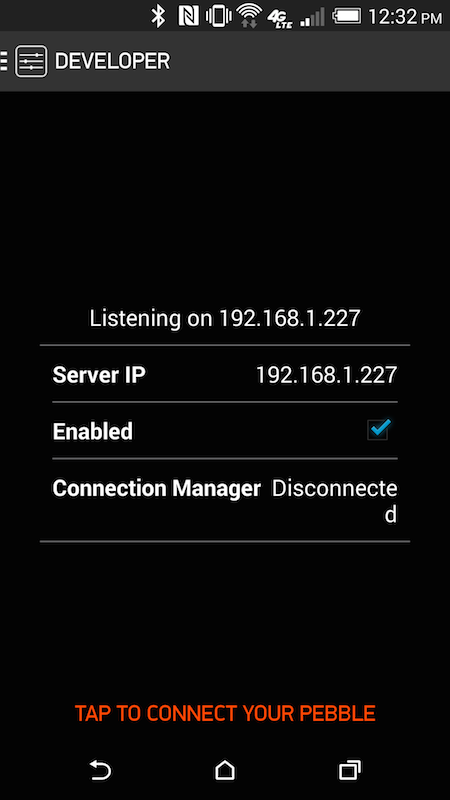 4G LTE 12:32 PM
DEVELOPER
Listening on 192.168.1.227
Server IP 192.168.1.227
Enabled
Connection Manager Disconnecte
d
TAP TO CONNECT YOUR PEBBLE